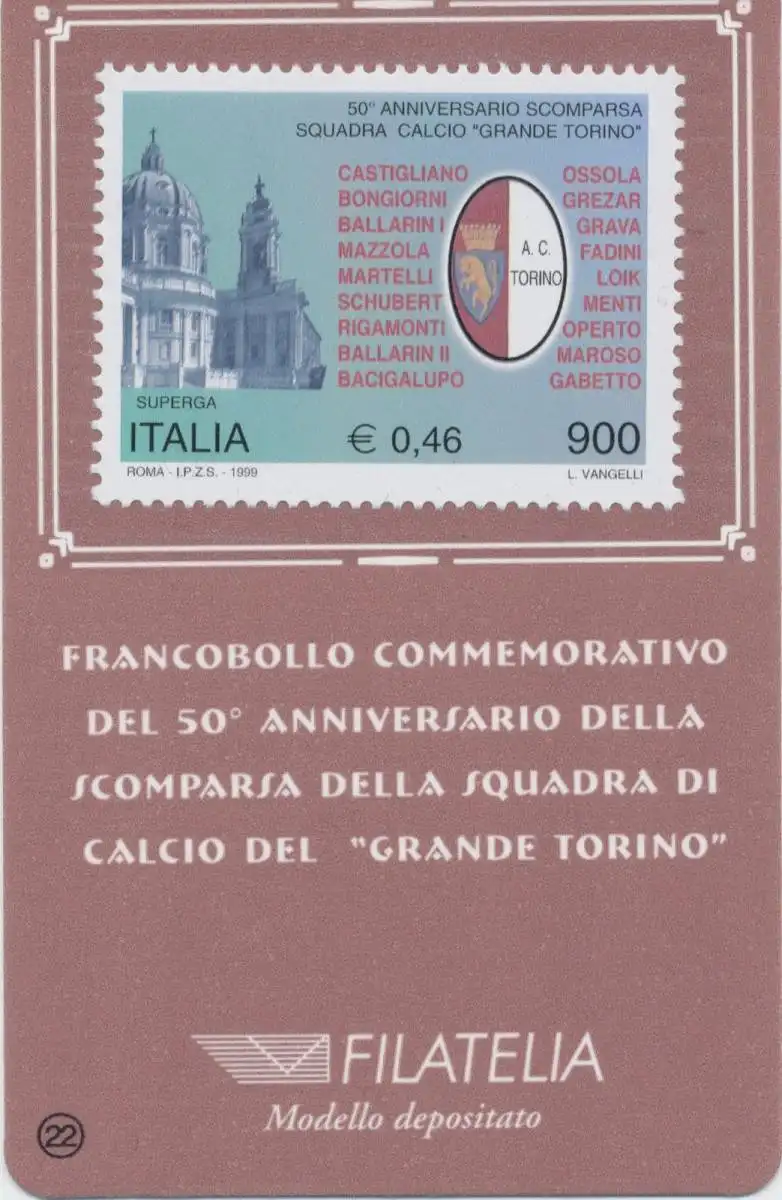 50° ANNIVERSARIO SCOMPARSA
SQUADRA CALCIO "GRANDE TORINO"
CASTIGLIANO
BONGIORNI
BALLARIN I
MAZZOLA
MARTELLI
SCHUBERT
RIGAMONTI
BALLARIN II
BACIGALUPO
A. C.
TORINO
OSSOLA
GREZAR
GRAVA
FADINI
LOIK
MENTI
OPERTO
MAROSO
GABETTO
SUPERGA
ITALIA € 0,46 900
ROMA - I.P.Z.S. - 1999 L. VANGELLI
FRANCOBOLLO COMMEMORATIVO
DEL 50° ANNIVERSARIO DELLA
SCOMPARSA DELLA SQUADRA DI
CALCIO DEL "GRANDE TORINO"
FILATELIA
Modello depositato
22